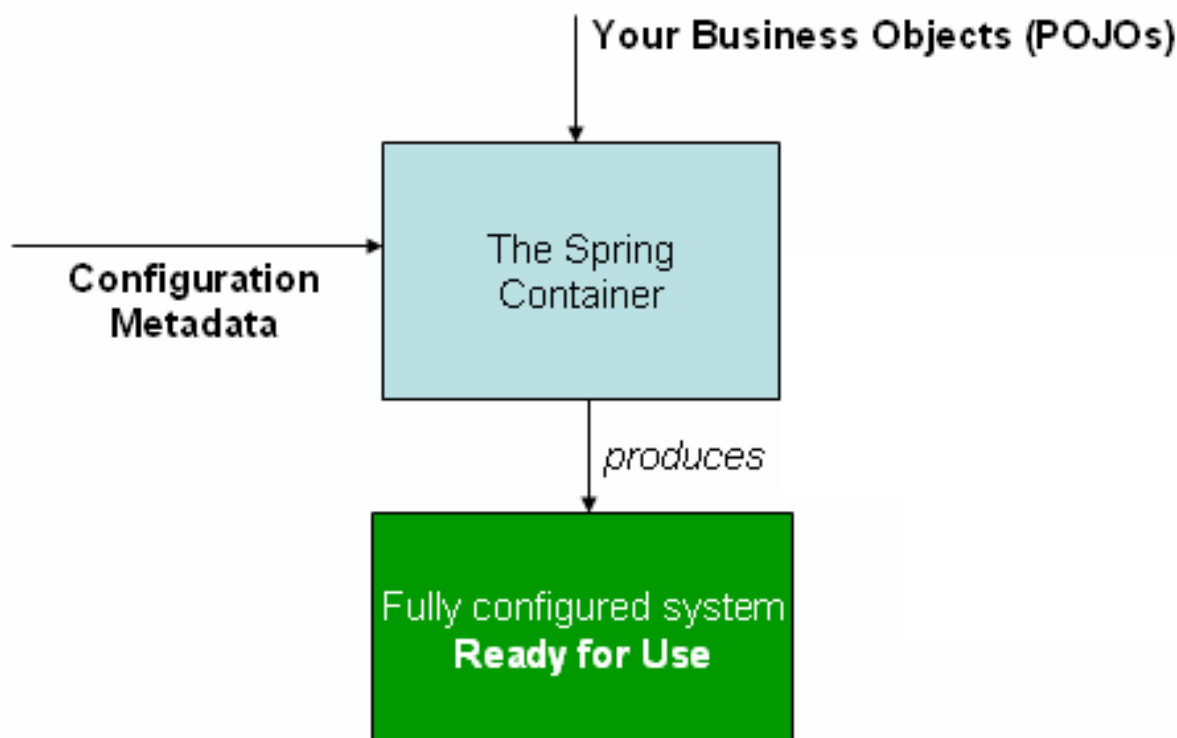 Your Business Objects (POJOs)
The Spring
Container
Configuration
Metadata
produces
Fully configured system
Ready for Use